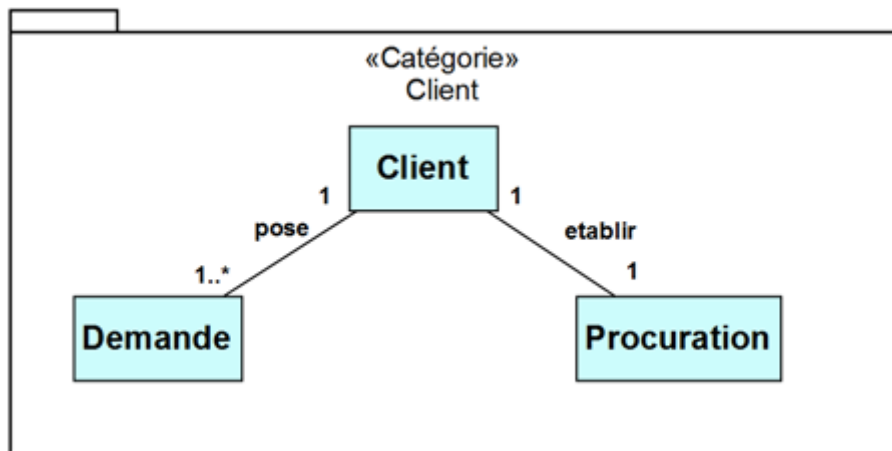 «Catégorie»
Client
Client
1
1
pose
etablir
1..*
1
Demande
Procuration